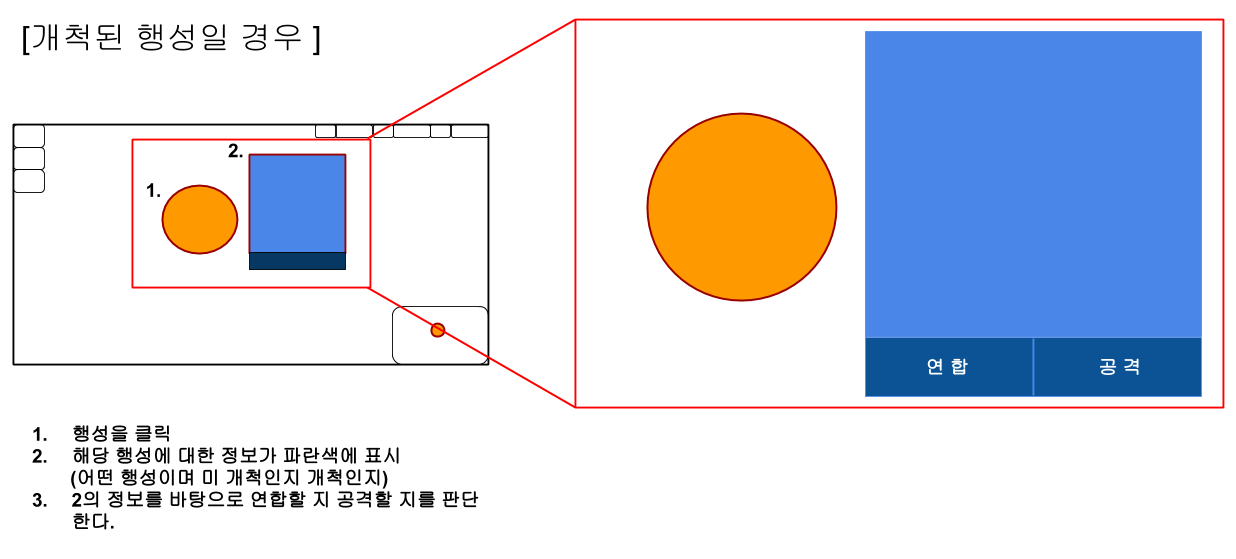 [개척된 행성일 경우 ]
2.
1.
연 합
공 격
1. 행성을 클릭
2. 해당 행성에 대한 정보가 파란색에 표시
(어떤 행성이며 미 개척인지 개척인지)
3. 2의 정보를 바탕으로 연합할 지 공격할 지를 판단
한다.